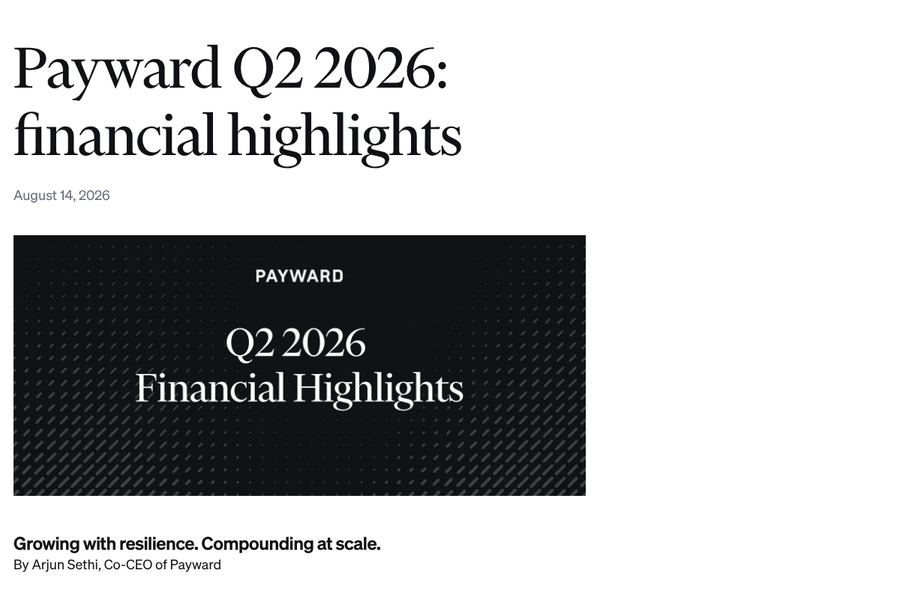 Payward Q2 2026:
financial highlights
August 14, 2026
PAYWARD
Q2 2026
Financial Highlights
Growing with resilience. Compounding at scale.
By Arjun Sethi, Co-CEO of Payward